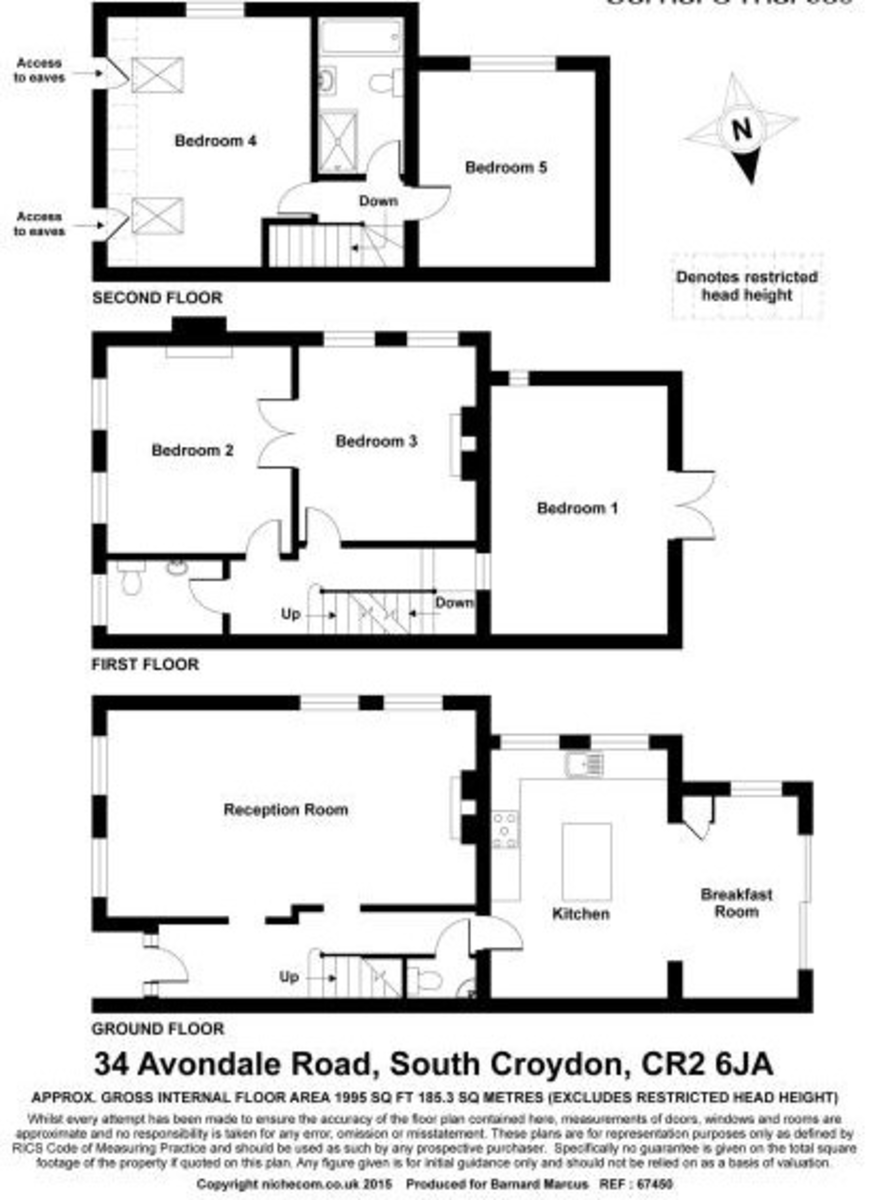 Access
to eaves
Bedroom 4
Bedroom 5
N
Access
to eaves
Down
Denotes restricted
head height
SECOND FLOOR
Bedroom 2
Bedroom 3
Bedroom 1
Up
Down
FIRST FLOOR
Reception Room
Kitchen
Breakfast
Room
Up
GROUND FLOOR
34 Avondale Road, South Croydon, CR2 6JA
APPROX. GROSS INTERNAL FLOOR AREA 1995 SQ FT 185.3 SQ METRES (EXCLUDES RESTRICTED HEAD HEIGHT)
Whilst every attempt has been made to ensure the accuracy of the floor plan contained here, measurements of doors, windows and rooms are
approximate and no responsibility is taken for any error, omission or misstatement. These plans are for representation purposes only as defined by
RICS Code of Measuring Practice and should be used as such by any prospective purchaser. Specifically no guarantee is given on the total square
footage of the property if quoted on this plan. Any figure given is for initial guidance only and should not be relied on as a basis of valuation.
Copyright nichecom.co.uk 2015 Produced for Barnard Marcus REF : 67450